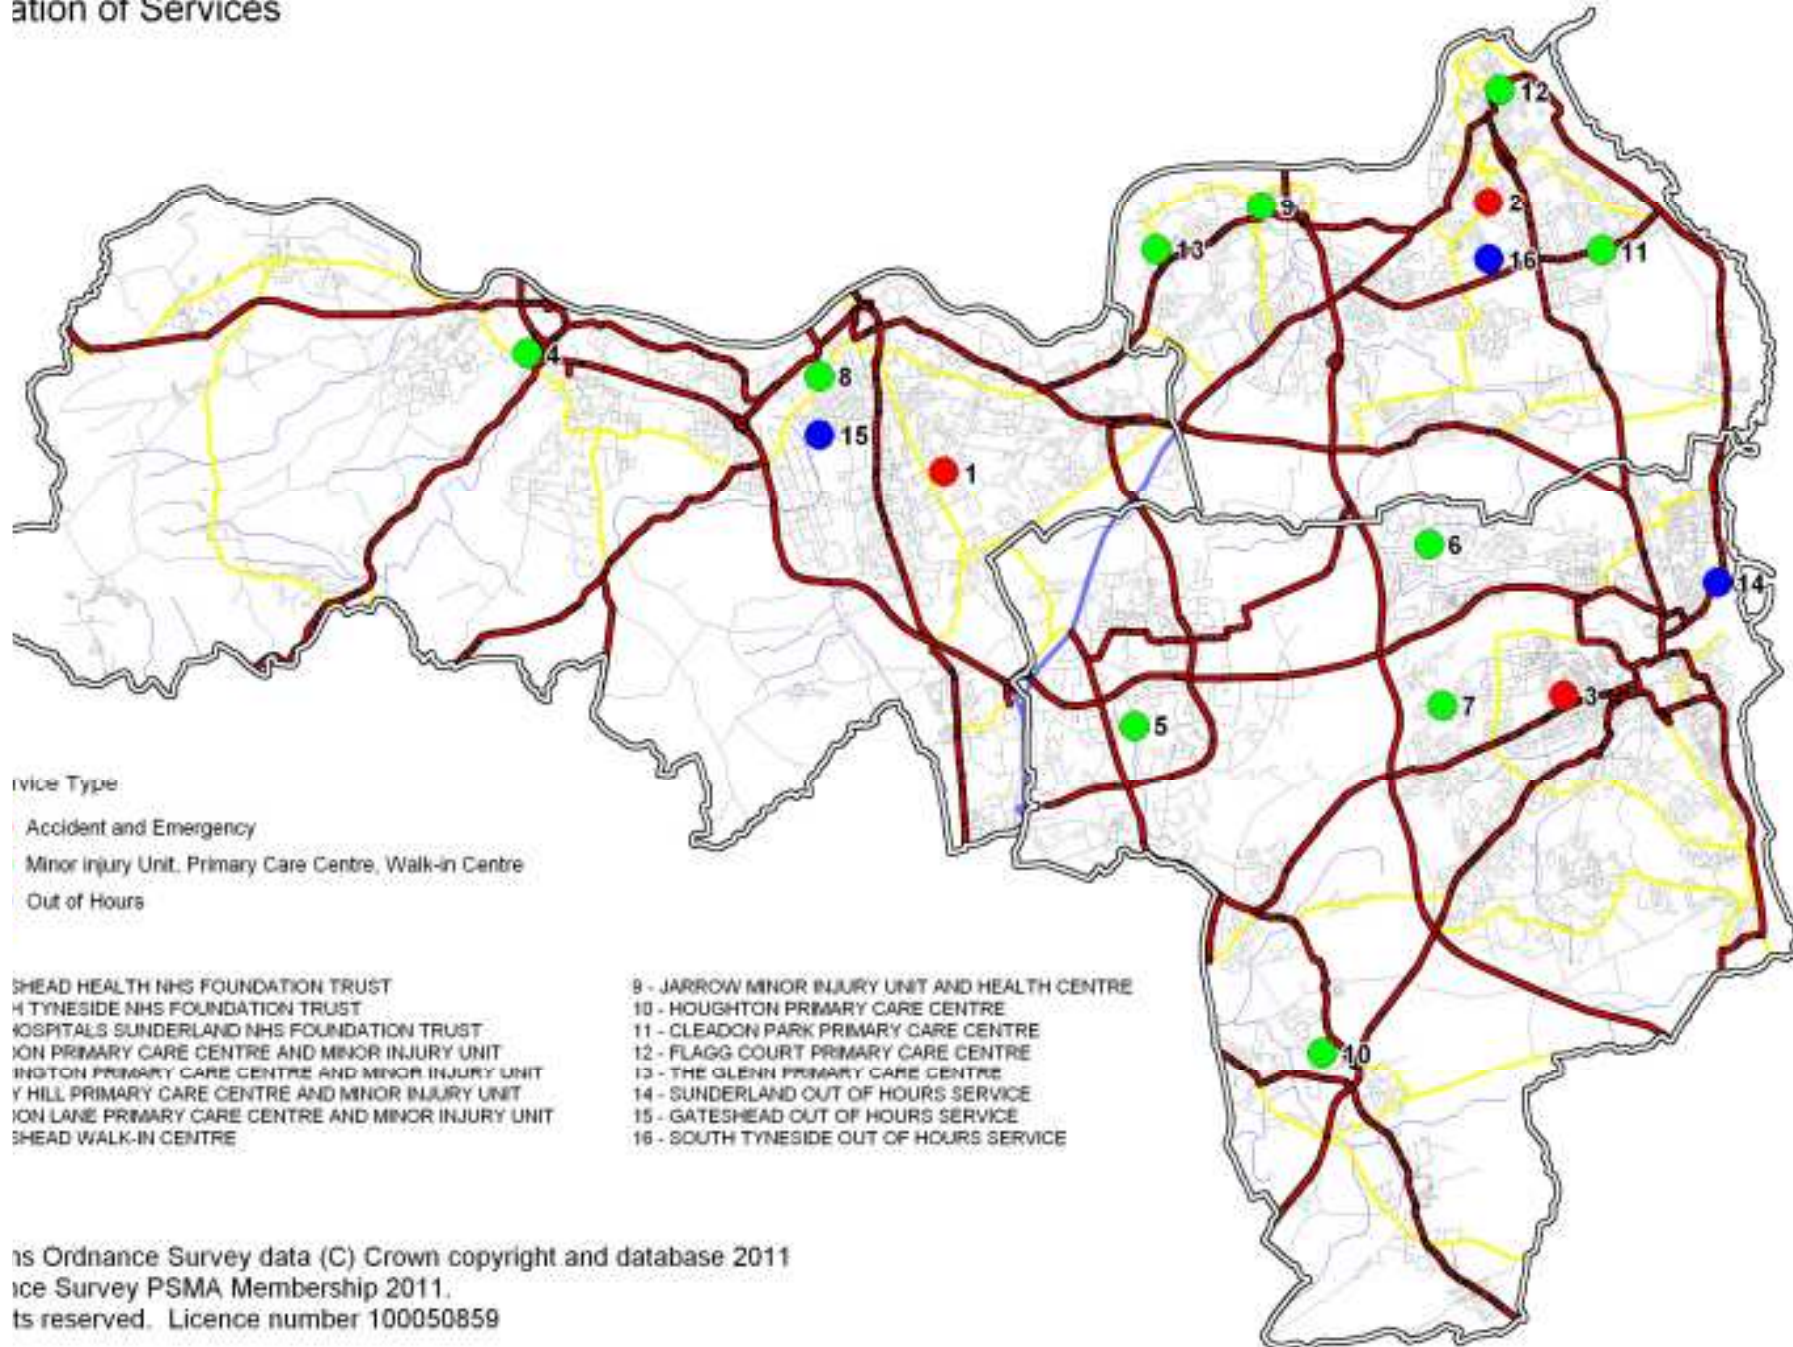 ation of Services
12
2
9
13
16
11
4
8
15
1
6
14
3
7
5
10
rvice Type
Accident and Emergency
Minor injury Unit, Primary Care Centre, Walk-in Centre
Out of Hours
SHEAD HEALTH NHS FOUNDATION TRUST
H TYNESIDE NHS FOUNDATION TRUST
HOSPITALS SUNDERLAND NHS FOUNDATION TRUST
DON PRIMARY CARE CENTRE AND MINOR INJURY UNIT
INGTON PRIMARY CARE CENTRE AND MINOR INJURY UNIT
Y HILL PRIMARY CARE CENTRE AND MINOR INJURY UNIT
DON LANE PRIMARY CARE CENTRE AND MINOR INJURY UNIT
SHEAD WALK-IN CENTRE
9 - JARROW MINOR INJURY UNIT AND HEALTH CENTRE
10 - HOUGHTON PRIMARY CARE CENTRE
11 - CLEADON PARK PRIMARY CARE CENTRE
12 - FLAGG COURT PRIMARY CARE CENTRE
13 - THE GLENN PRIMARY CARE CENTRE
14 - SUNDERLAND OUT OF HOURS SERVICE
15 - GATESHEAD OUT OF HOURS SERVICE
16 - SOUTH TYNESIDE OUT OF HOURS SERVICE
ns Ordnance Survey data (C) Crown copyright and database 2011
nce Survey PSMA Membership 2011.
ts reserved. Licence number 100050859